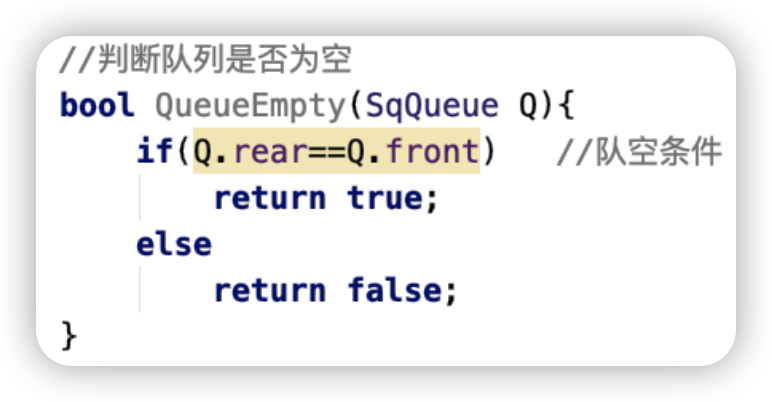 //判断队列是否为空
bool QueueEmpty(SqQueue Q){
    if(Q.rear==Q.front)   //队空条件
        return true;
    else
        return false;
}